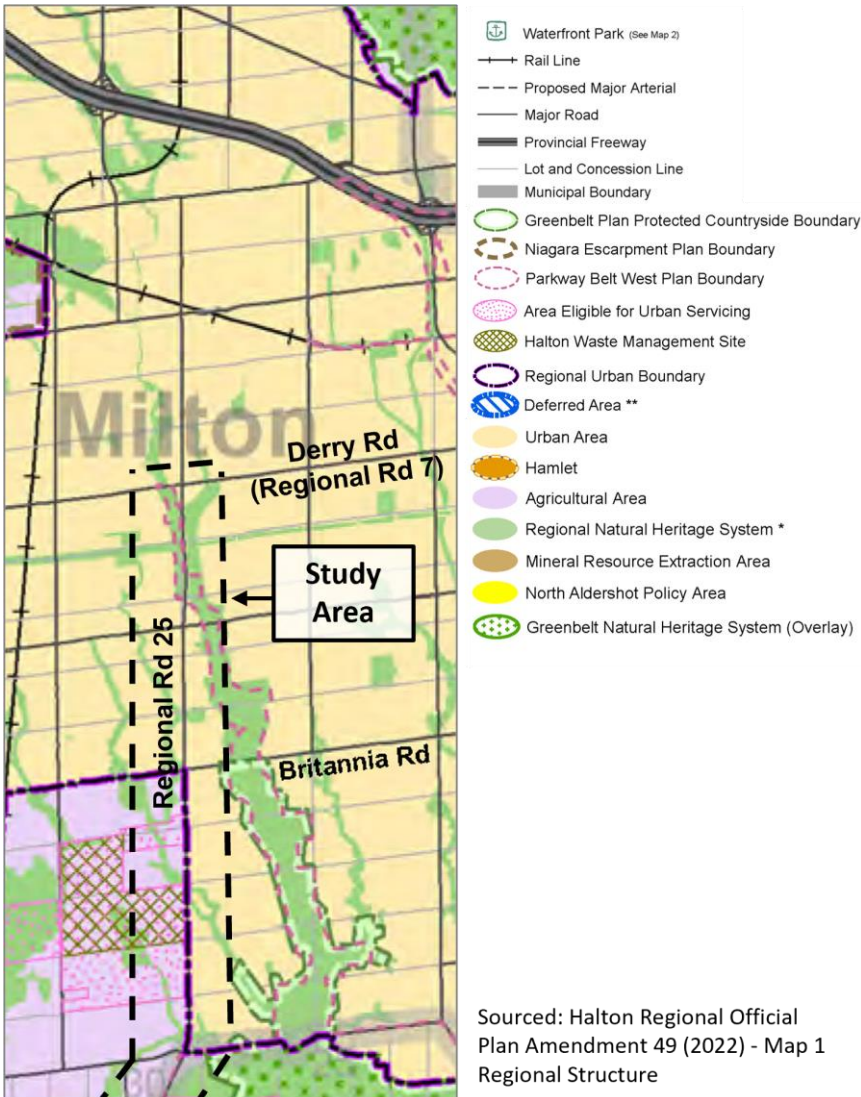 Milton
Derry Rd
(Regional Rd 7)
Study
Area
Regional Rd 25
Britannia Rd
Waterfront Park (See Map 2)
Rail Line
Proposed Major Arterial
Major Road
Provincial Freeway
Lot and Concession Line
Municipal Boundary
Greenbelt Plan Protected Countryside Boundary
Niagara Escarpment Plan Boundary
Parkway Belt West Plan Boundary
Area Eligible for Urban Servicing
Halton Waste Management Site
Regional Urban Boundary
Deferred Area **
Urban Area
Hamlet
Agricultural Area
Regional Natural Heritage System *
Mineral Resource Extraction Area
North Aldershot Policy Area
Greenbelt Natural Heritage System (Overlay)
Sourced: Halton Regional Official
Plan Amendment 49 (2022) - Map 1
Regional Structure